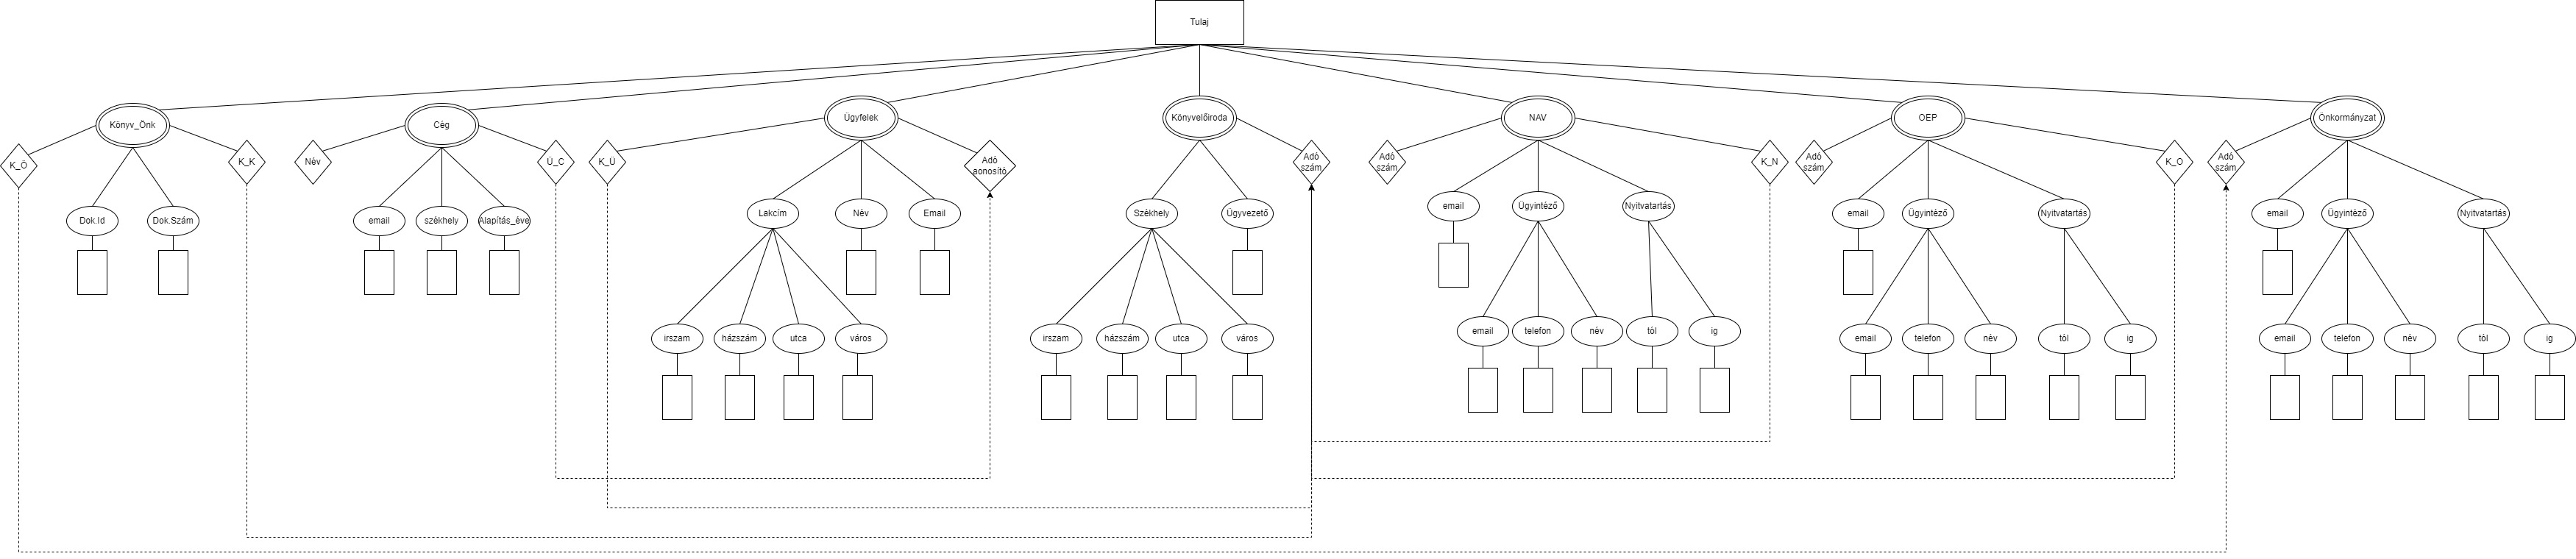 Tulaj
Könyv_Önk
Cég
Ügyfelek
Könyvelőiroda
NAV
OEP
Önkormányzat
K_Ö
K_K
Név
Ü_C
K_Ü
Adó
aonosító
Adó
szám
Adó
szám
K_N
Adó
szám
K_O
Adó
szám
Dok.Id
Dok.Szám
email
székhely
Alapítás_éve
Lakcím
Név
Email
Székhely
Ügyvezető
email
Ügyintéző
Nyitvatartás
email
Ügyintéző
Nyitvatartás
email
Ügyintéző
Nyitvatartás
irszam
házszám
utca
város
irszam
házszám
utca
város
email
telefon
név
tól
ig
email
telefon
név
tól
ig
email
telefon
név
tól
ig